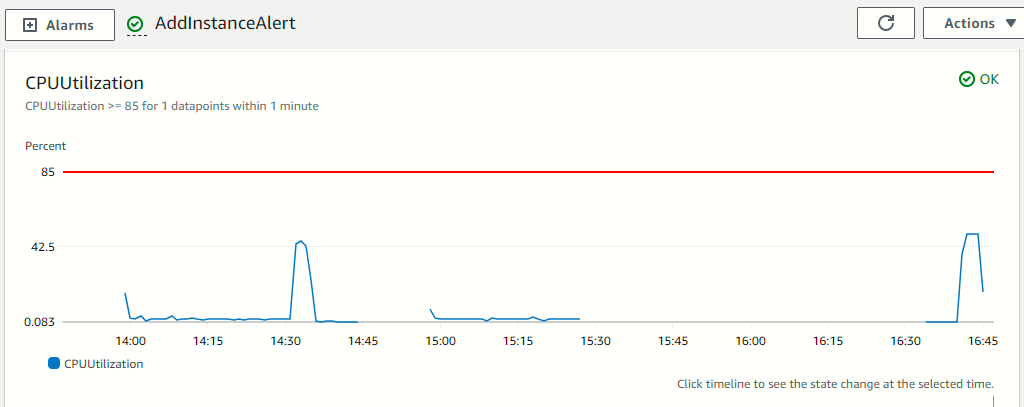 Alarms
AddInstanceAlert
Actions
CPUUtilization
OK
CPUUtilization >= 85 for 1 datapoints within 1 minute
Percent
85
42.5
0.083
14:00 14:15 14:30 14:45 15:00 15:15 15:30 15:45 16:00 16:15 16:30 16:45
CPUUtilization
Click timeline to see the state change at the selected time.